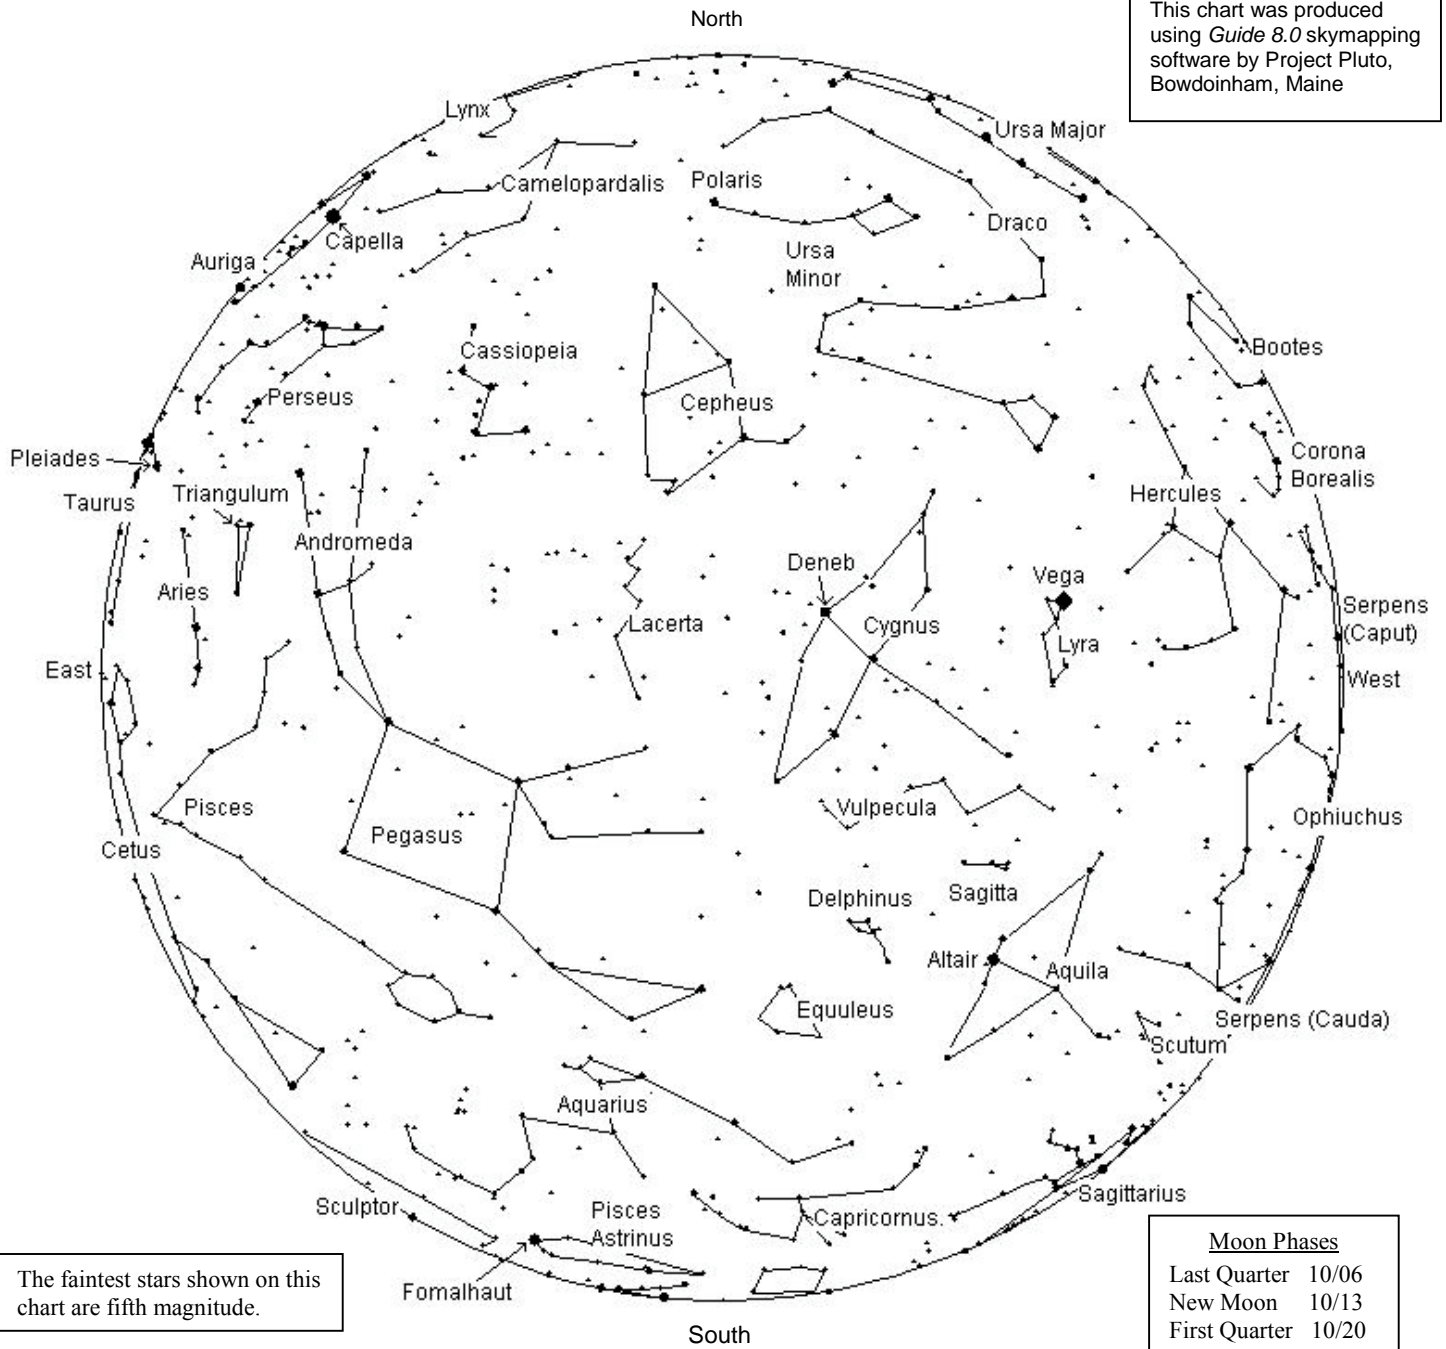 North
This chart was produced
using Guide 8.0 skymapping
software by Project Pluto,
Bowdoinham, Maine
Lynx
Ursa Major
Camelopardalis
Polaris
Draco
Capella
Ursa
Minor
Auriga
Cassiopeia
Bootes
Perseus
Cepheus
Pleiades
Corona
Borealis
Taurus
Triangulum
Hercules
Andromeda
Deneb
Vega
Aries
Lacerta
Cygnus
Lyra
Serpens
(Caput)
East
West
Pisces
Vulpecula
Ophiuchus
Cetus
Pegasus
Delphinus
Sagitta
Altair
Aquila
Equuleus
Serpens (Cauda)
Scutum
Aquarius
Sculptor
Pisces
Astrinus
Capricornus.
Sagittarius
Fomalhaut
The faintest stars shown on this
chart are fifth magnitude.
Moon Phases
Last Quarter 10/06
New Moon 10/13
First Quarter 10/20
South